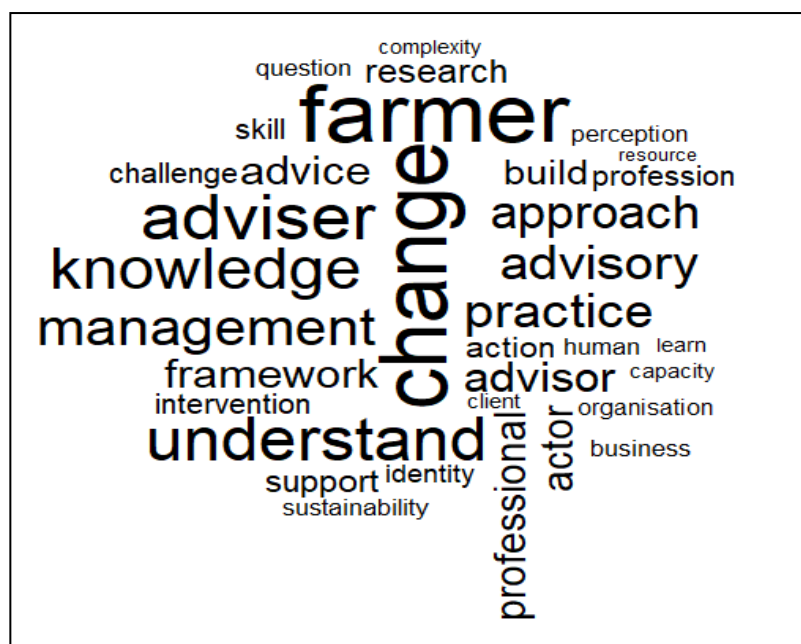 complexity
question research
farmer
skill
perception
resource
challenge advice
build profession
change
adviser
approach
knowledge
advisory
management
practice
action human learn
framework
advisor capacity
intervention
client
organisation
understand
professional
actor
business
support identity
sustainability